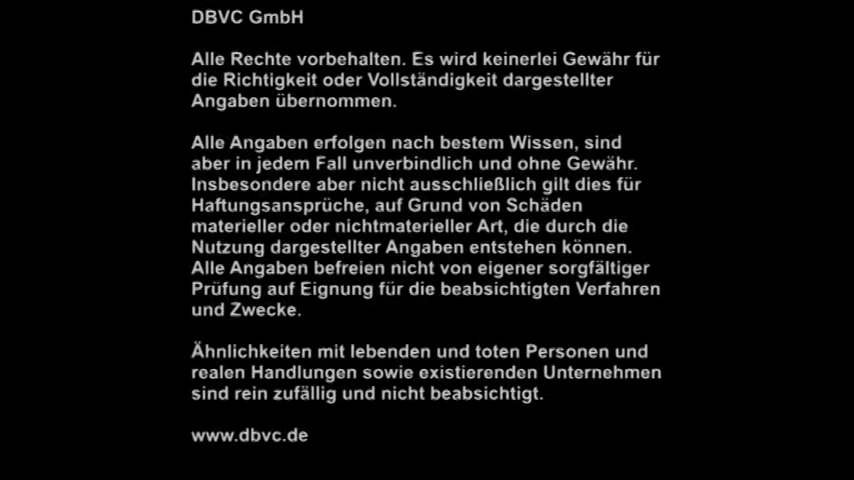 DBVC GmbH
Alle Rechte vorbehalten. Es wird keinerlei Gewähr für
die Richtigkeit oder Vollständigkeit dargestellter
Angaben übernommen.
Alle Angaben erfolgen nach bestem Wissen, sind
aber in jedem Fall unverbindlich und ohne Gewähr.
Insbesondere aber nicht ausschließlich gilt dies für
Haftungsansprüche, auf Grund von Schäden
materieller oder nichtmaterieller Art, die durch die
Nutzung dargestellter Angaben entstehen können.
Alle Angaben befreien nicht von eigener sorgfältiger
Prüfung auf Eignung für die beabsichtigten Verfahren
und Zwecke.
Ähnlichkeiten mit lebenden und toten Personen und
realen Handlungen sowie existierenden Unternehmen
sind rein zufällig und nicht beabsichtigt.
www.dbvc.de